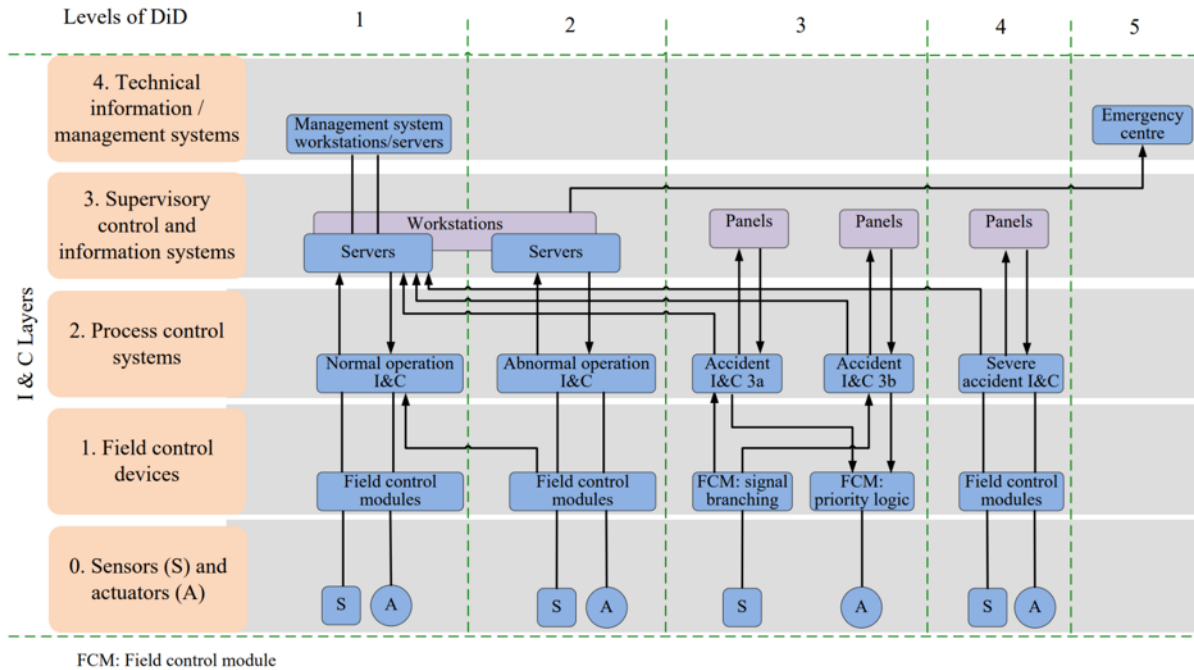 Levels of DiD
1
2
3
4
5
I & C Layers
4. Technical
information /
management systems
Management system
workstations/servers
Emergency
centre
3. Supervisory
control and
information systems
Workstations
Servers
Servers
Panels
Panels
Panels
2. Process control
systems
Normal operation
I&C
Abnormal operation
I&C
Accident
I&C 3a
Accident
I&C 3b
Severe
accident I&C
1. Field control
devices
Field control
modules
Field control
modules
FCM: signal
branching
FCM:
priority logic
Field control
modules
0. Sensors (S) and
actuators (A)
S
A
S
A
S
A
S
A
FCM: Field control module